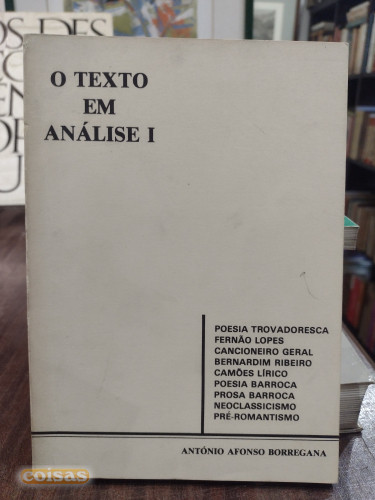 O TEXTO
EM
ANÁLISE I
POESIA TROVADORESCA
FERNÃO LOPES
CANCIONEIRO GERAL
BERNARDIM RIBEIRO
CAMÕES LÍRICO
POESIA BARROCA
PROSA BARROCA
NEOCLASSICISMO
PRÉ-ROMANTISMO
ANTÓNIO AFONSO BORREGANA
coisas